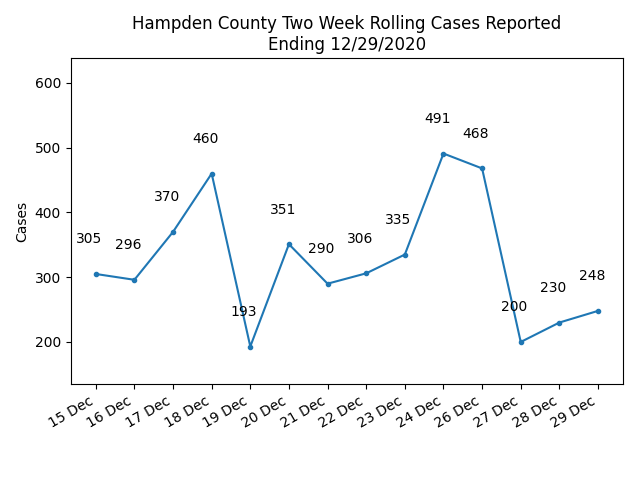 Hampden County Two Week Rolling Cases Reported
Ending 12/29/2020
600
500
400
300
200
Cases
305
296
370
460
193
351
290
306
335
491
468
200
230
248
15 Dec
16 Dec
17 Dec
18 Dec
19 Dec
20 Dec
21 Dec
22 Dec
23 Dec
24 Dec
26 Dec
27 Dec
28 Dec
29 Dec